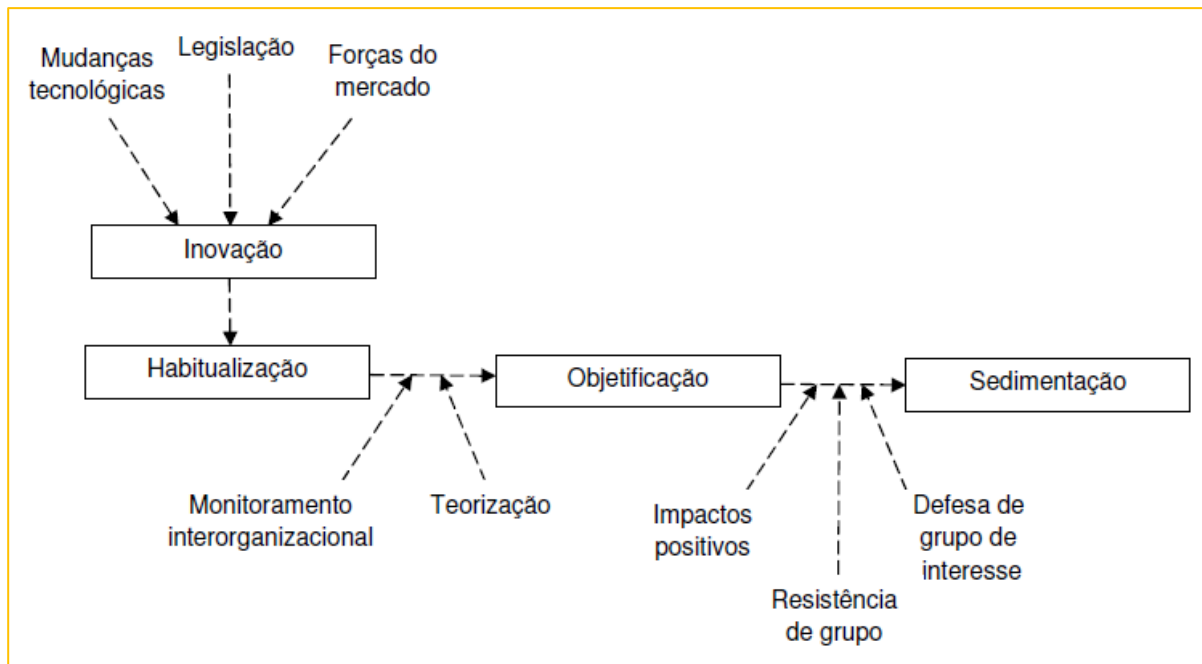 Mudanças
tecnológicas
Legislação
Forças do
mercado
Inovação
Habitualização
Objetificação
Sedimentação
Monitoramento
interorganizacional
Teorização
Impactos
positivos
Resistência
de grupo
Defesa de
grupo de
interesse